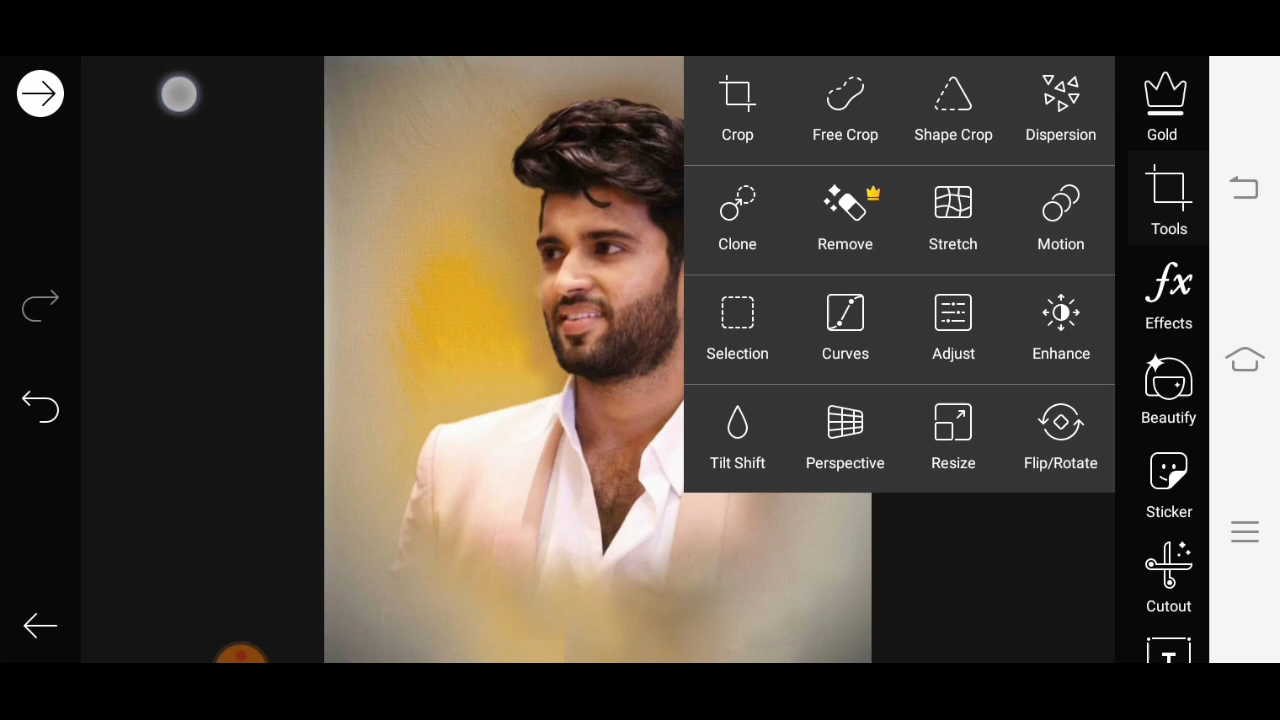 Crop Free Crop Shape Crop Dispersion
Clone Remove Stretch Motion
Selection Curves Adjust Enhance
Tilt Shift Perspective Resize Flip/Rotate
Gold
Tools
fx
Effects
Beautify
Sticker
Cutout
T